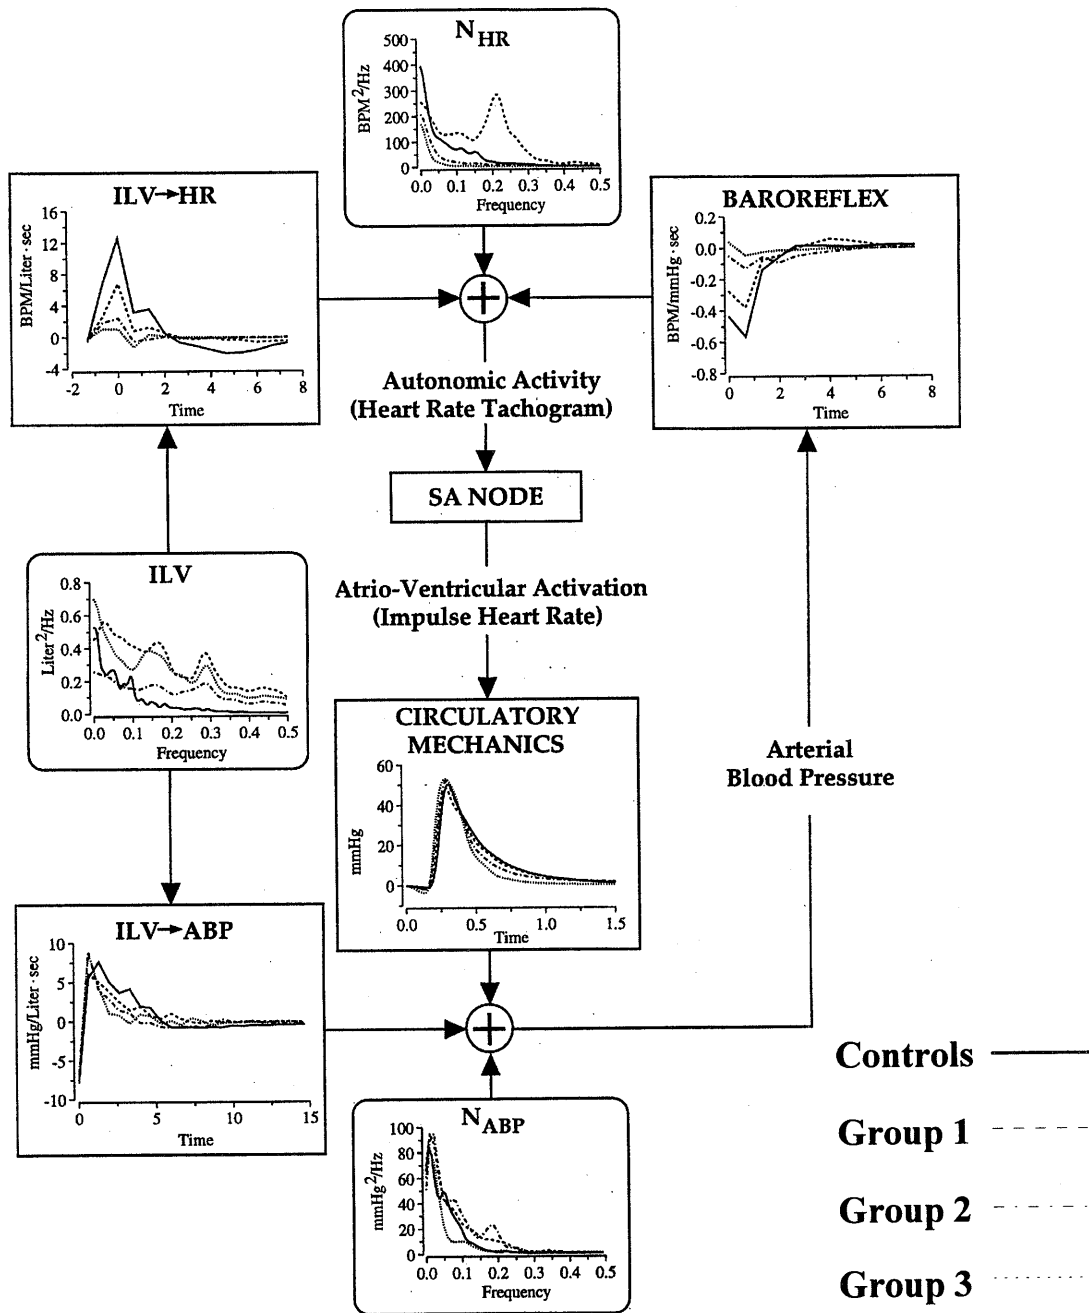 N_HR
500
400
300
200
100
0
BPM²/Hz
0.0 0.1 0.2 0.3 0.4 0.5
Frequency
ILV→HR
16
12
8
4
0
-4
BPM/Liter · sec
-2 0 2 4 6 8
Time
BAROREFLEX
0.2
0.0
-0.2
-0.4
-0.6
-0.8
BPM/mmHg · sec
0 2 4 6 8
Time
+
Autonomic Activity
(Heart Rate Tachogram)
SA NODE
Atrio-Ventricular Activation
(Impulse Heart Rate)
ILV
0.8
0.6
0.4
0.2
0.0
Liter²/Hz
0.0 0.1 0.2 0.3 0.4 0.5
Frequency
CIRCULATORY
MECHANICS
60
40
20
0
mmHg
0.0 0.5 1.0 1.5
Time
Arterial
Blood Pressure
ILV→ABP
10
5
0
-5
-10
mmHg/Liter · sec
0 5 10 15
Time
+
N_ABP
100
80
60
40
20
0
mmHg²/Hz
0.0 0.1 0.2 0.3 0.4 0.5
Frequency
Controls
Group 1
Group 2
Group 3